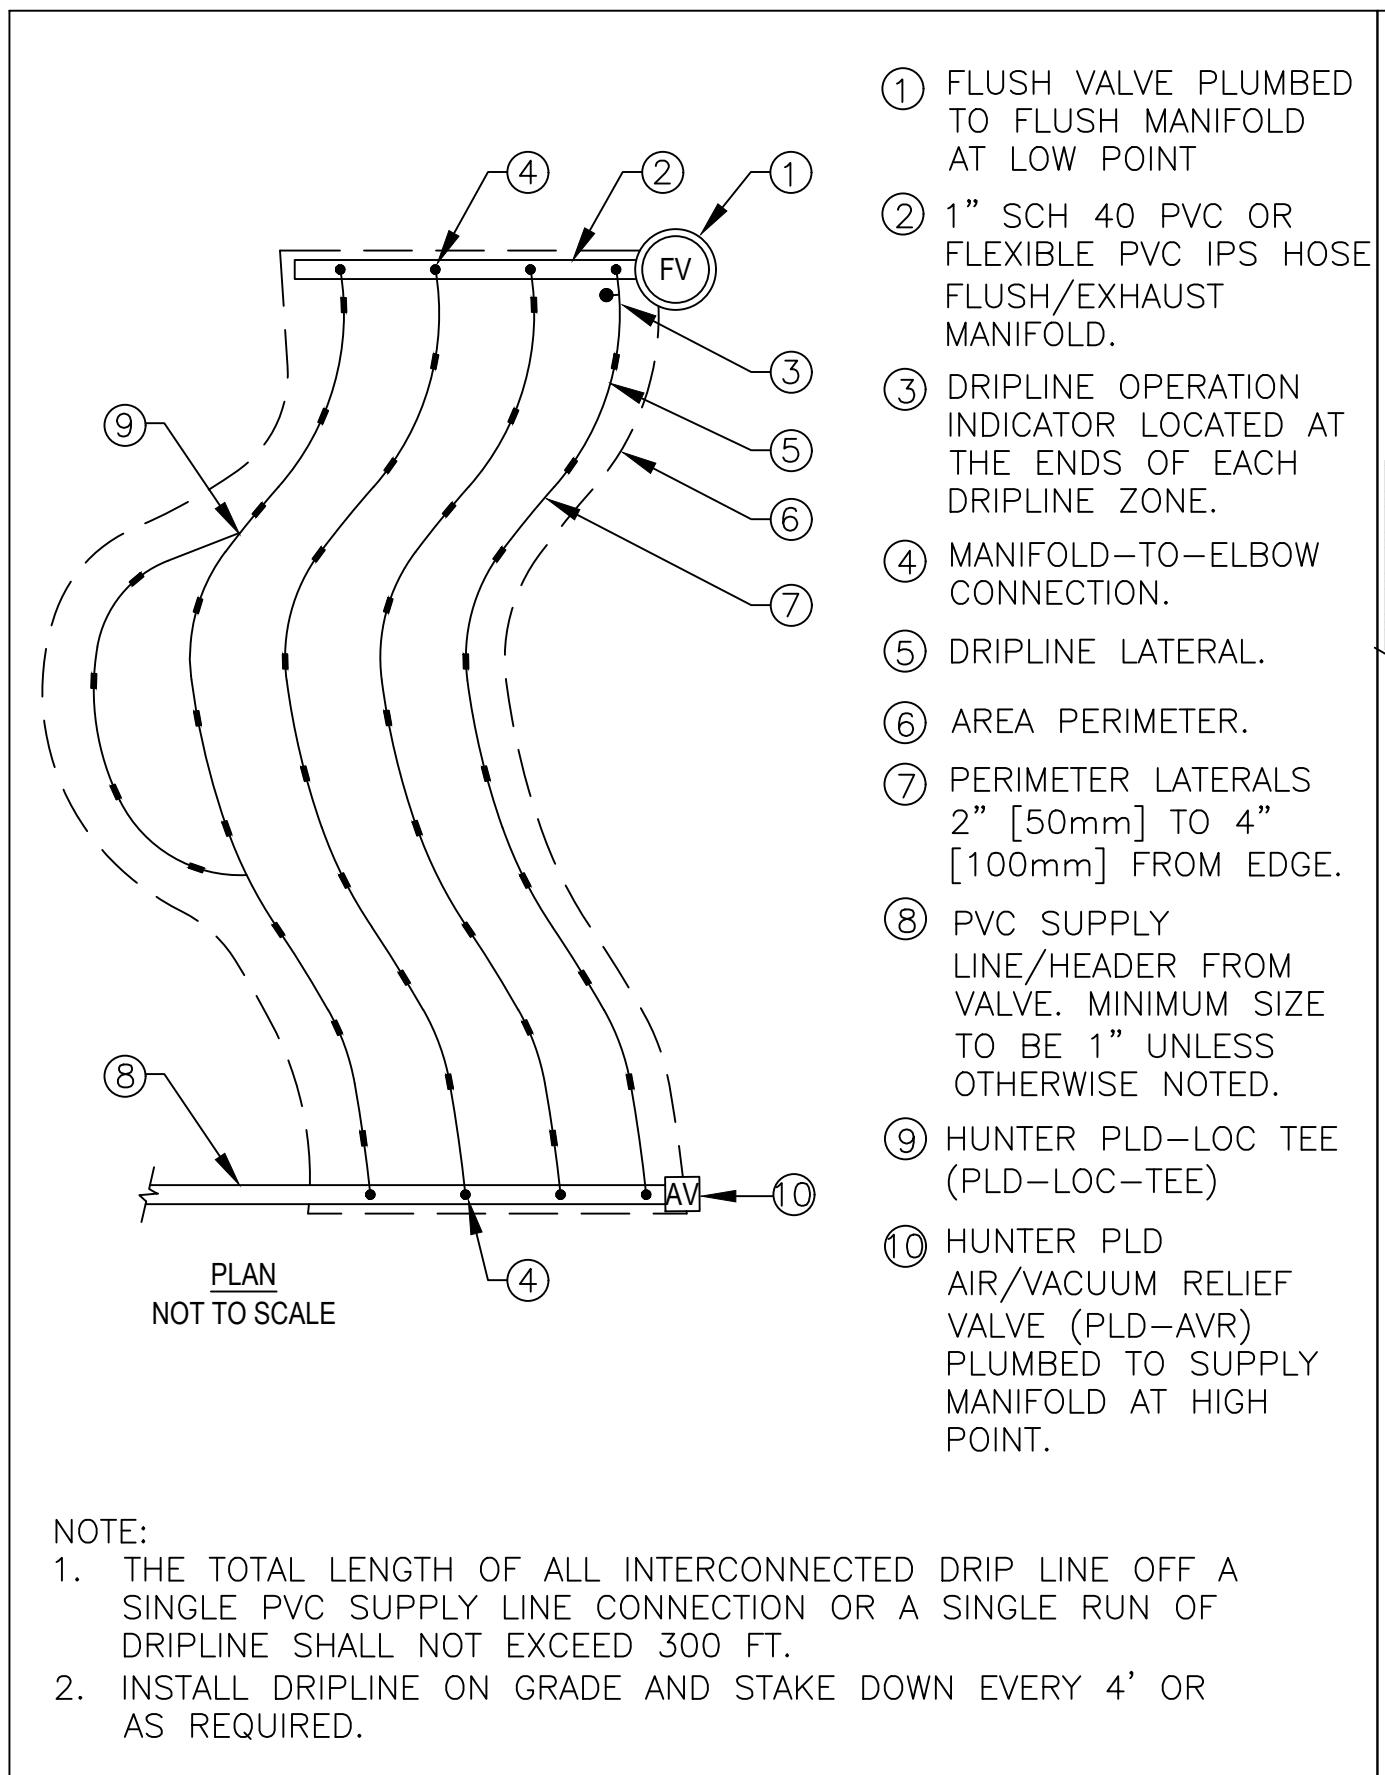 4
2
1
FV
3
9
5
6
7
8
AV
10
4
PLAN
NOT TO SCALE
1 FLUSH VALVE PLUMBED
TO FLUSH MANIFOLD
AT LOW POINT
2 1" SCH 40 PVC OR
FLEXIBLE PVC IPS HOSE
FLUSH/EXHAUST
MANIFOLD.
3 DRIPLINE OPERATION
INDICATOR LOCATED AT
THE ENDS OF EACH
DRIPLINE ZONE.
4 MANIFOLD-TO-ELBOW
CONNECTION.
5 DRIPLINE LATERAL.
6 AREA PERIMETER.
7 PERIMETER LATERALS
2" [50mm] TO 4"
[100mm] FROM EDGE.
8 PVC SUPPLY
LINE/HEADER FROM
VALVE. MINIMUM SIZE
TO BE 1" UNLESS
OTHERWISE NOTED.
9 HUNTER PLD-LOC TEE
(PLD-LOC-TEE)
10 HUNTER PLD
AIR/VACUUM RELIEF
VALVE (PLD-AVR)
PLUMBED TO SUPPLY
MANIFOLD AT HIGH
POINT.
NOTE:
1. THE TOTAL LENGTH OF ALL INTERCONNECTED DRIP LINE OFF A
SINGLE PVC SUPPLY LINE CONNECTION OR A SINGLE RUN OF
DRIPLINE SHALL NOT EXCEED 300 FT.
2. INSTALL DRIPLINE ON GRADE AND STAKE DOWN EVERY 4' OR
AS REQUIRED.